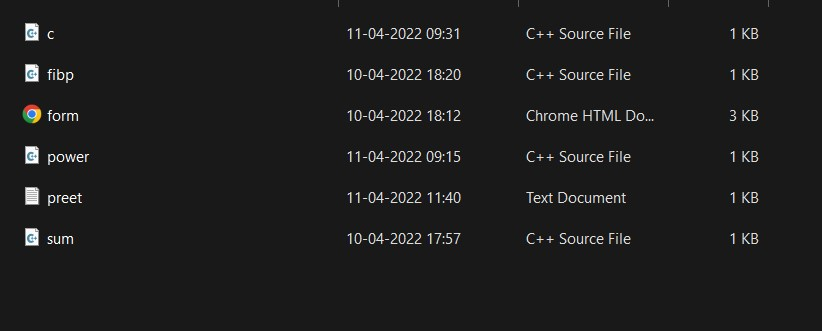 c 11-04-2022 09:31 C++ Source File 1 KB
fibp 10-04-2022 18:20 C++ Source File 1 KB
form 10-04-2022 18:12 Chrome HTML Do... 3 KB
power 11-04-2022 09:15 C++ Source File 1 KB
preet 11-04-2022 11:40 Text Document 1 KB
sum 10-04-2022 17:57 C++ Source File 1 KB